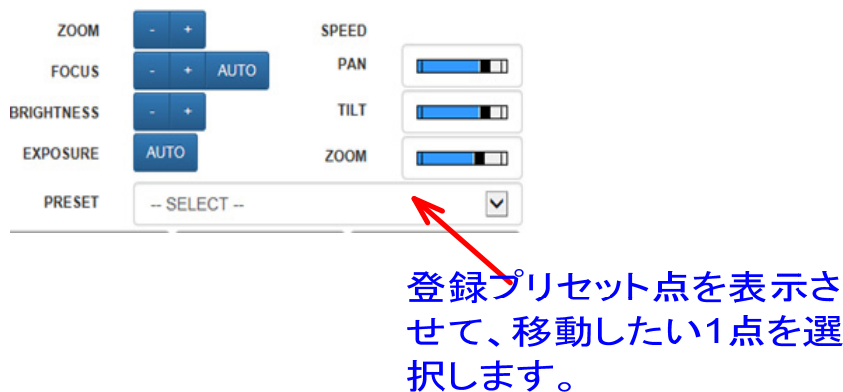 ZOOM - + SPEED
FOCUS - + AUTO PAN
BRIGHTNESS - + TILT
EXPOSURE AUTO ZOOM
PRESET -- SELECT --
登録プリセット点を表示さ
せて、移動したい1点を選
択します。